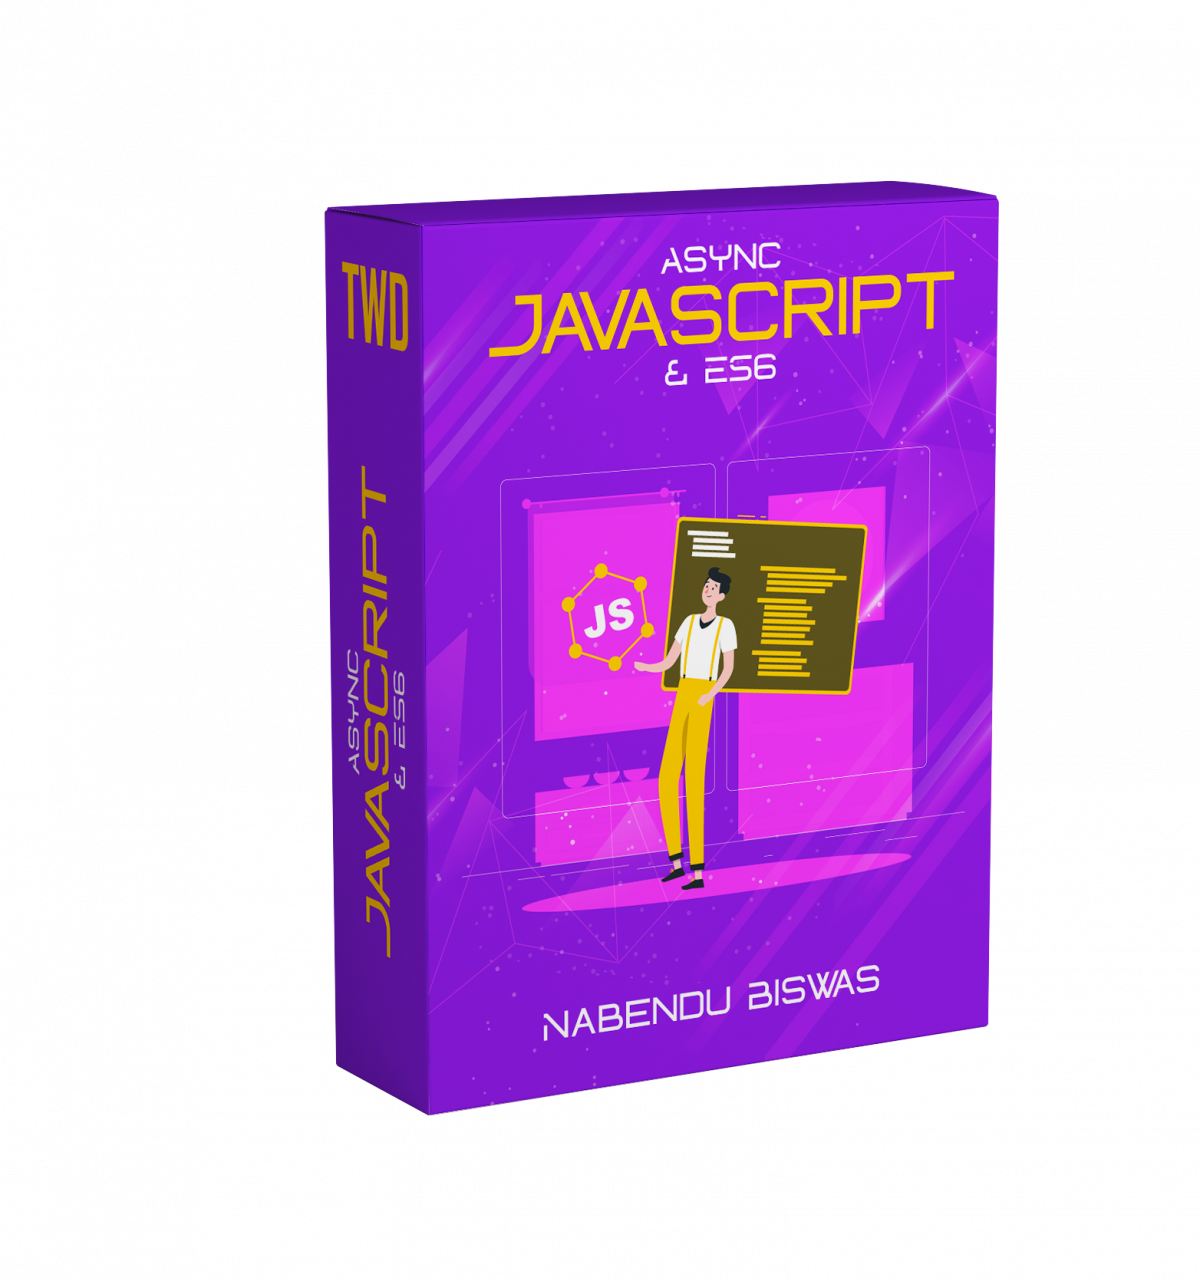 ASYNC
JAVASCRIPT
& ES6
JS
NABENDU BISWAS
TWD
ASYNC
JAVASCRIPT
& ES6